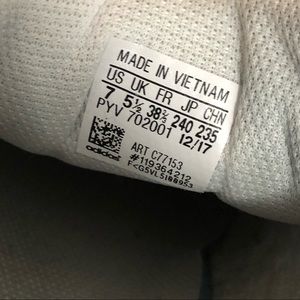 MADE IN VIETNAM
US UK FR JP CHN
7 5½ 38⅔ 240 235
PYV 702001 12/17
ART C77153
#119364212
F<G5VL5I00953
adidas